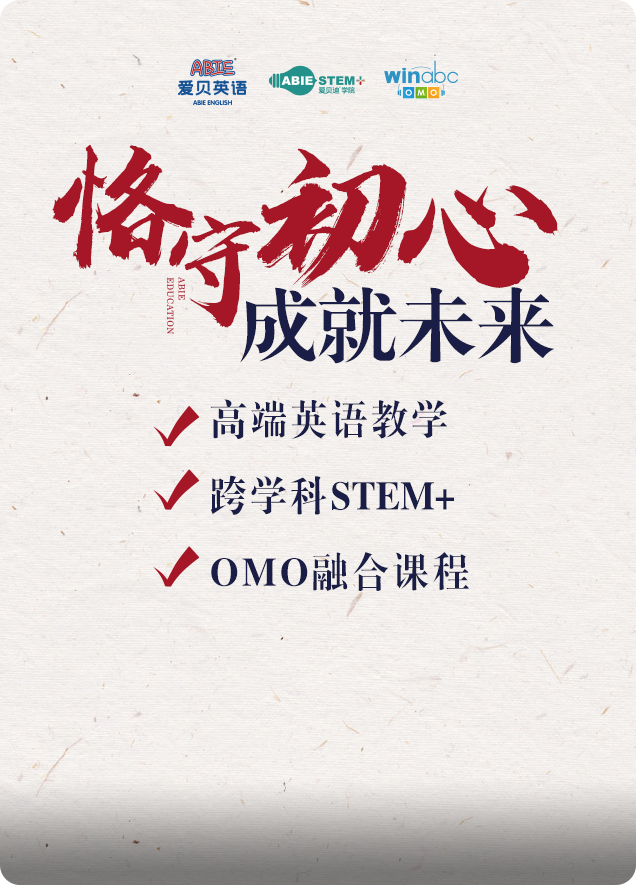 ABIE
爱贝英语
ABIE ENGLISH
ABIE STEM+
爱贝迪学院
winabc
OMO
恪守初心
ABIE
EDUCATION
成就未来
高端英语教学
跨学科STEM+
OMO融合课程